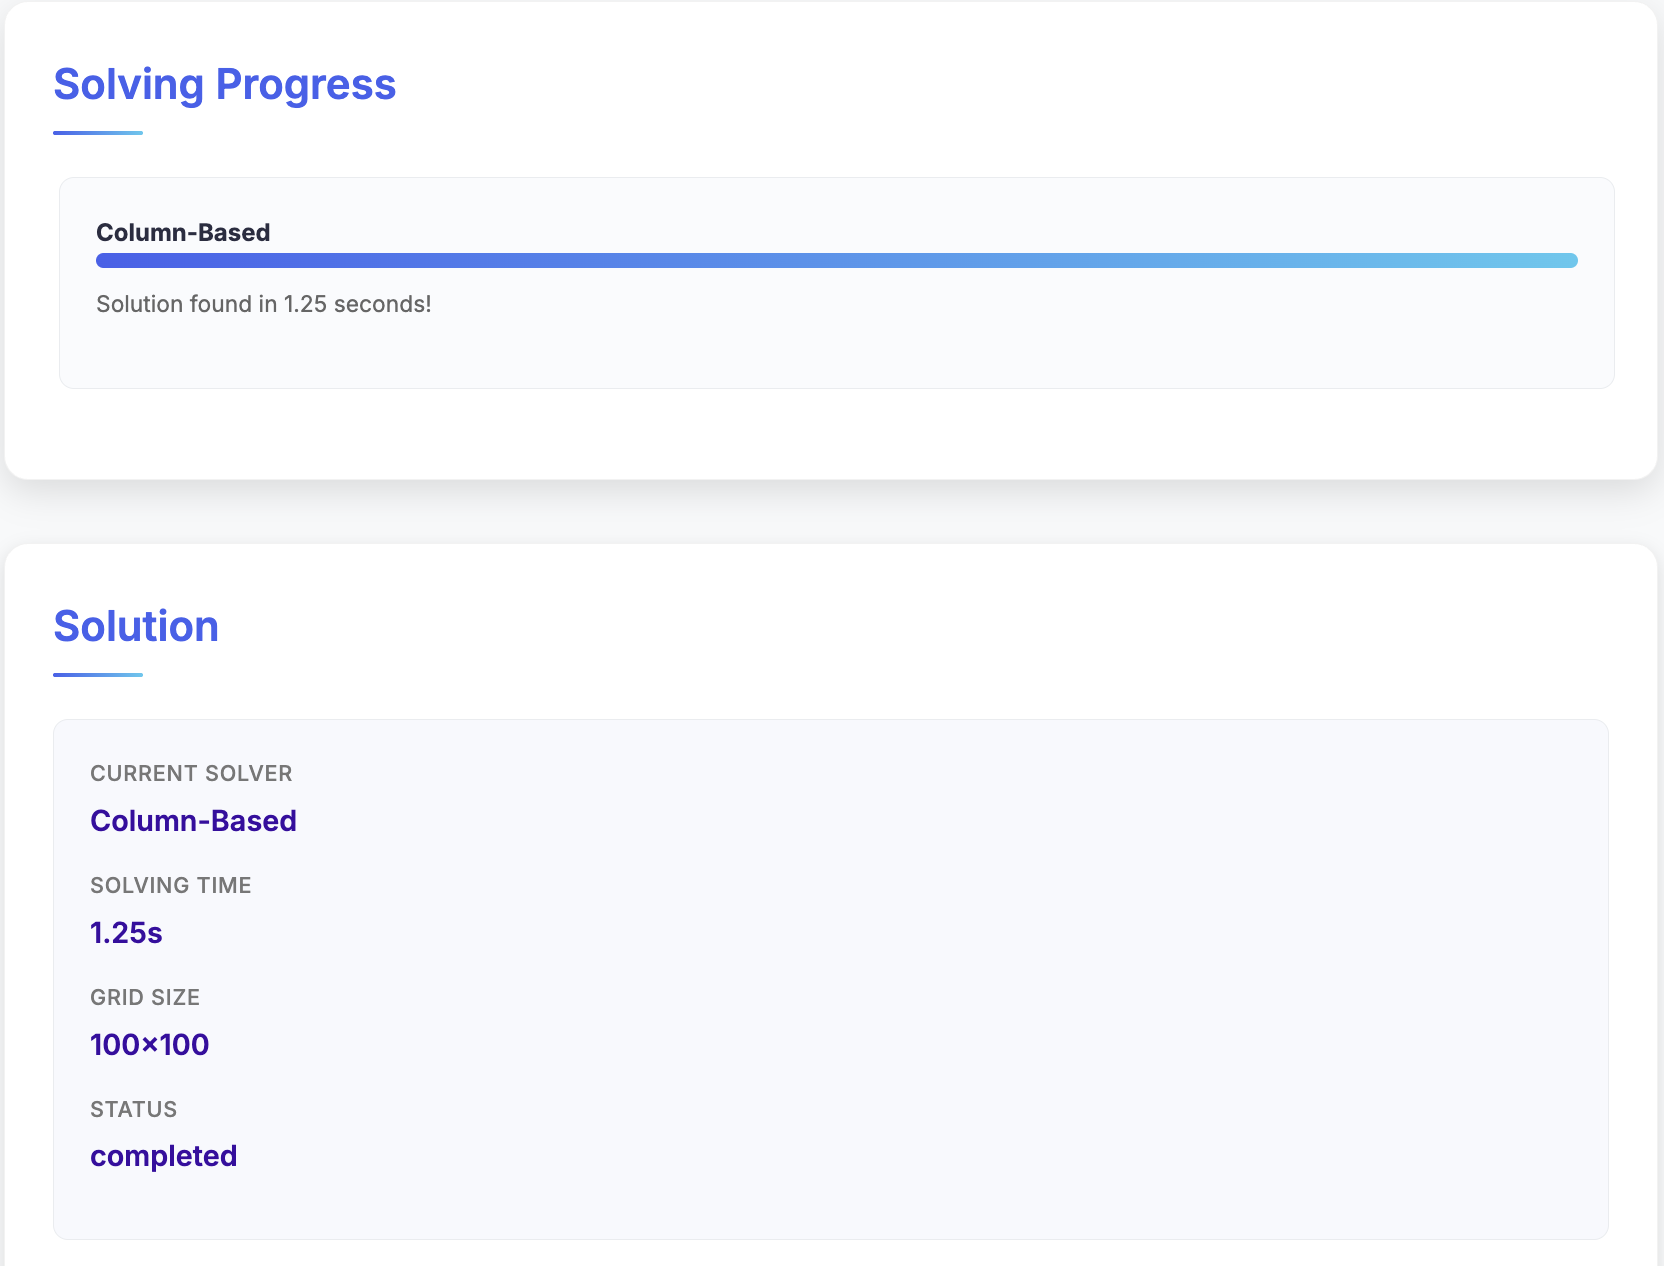 Solving Progress
Column-Based
Solution found in 1.25 seconds!
Solution
CURRENT SOLVER
Column-Based
SOLVING TIME
1.25s
GRID SIZE
100×100
STATUS
completed